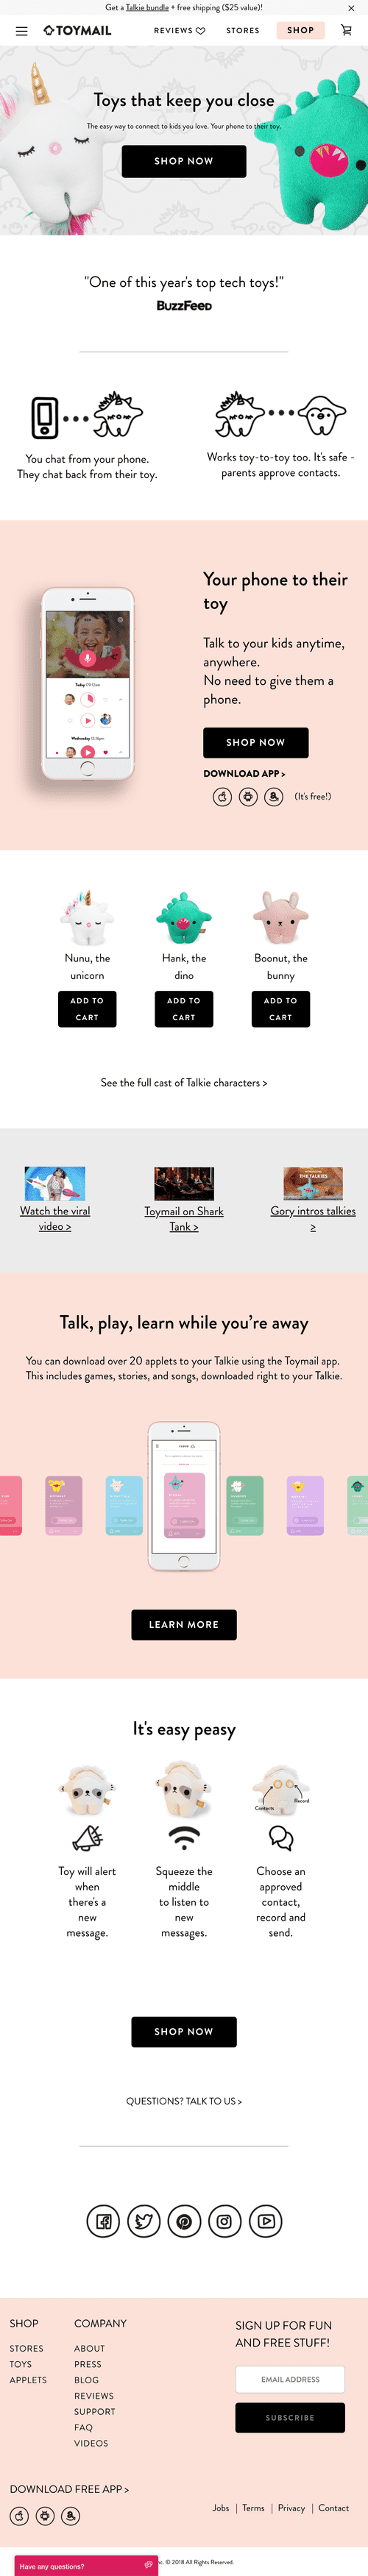 Get a Talkie bundle + free shipping ($25 value)!
TOYMAIL
REVIEWS
STORES
SHOP
Toys that keep you close
The easy way to connect to kids you love. Your phone to their toy.
SHOP NOW
"One of this year's top tech toys!"
BuzzFeed
You chat from your phone.
They chat back from their toy.
Works toy-to-toy too. It's safe -
parents approve contacts.
Your phone to their
toy
Talk to your kids anytime,
anywhere.
No need to give them a
phone.
SHOP NOW
DOWNLOAD APP >
(It's free!)
Nunu, the
unicorn
ADD TO
CART
Hank, the
dino
ADD TO
CART
Boonut, the
bunny
ADD TO
CART
See the full cast of Talkie characters >
Watch the viral
video >
Toymail on Shark
Tank >
THE TALKIES
Gory intros talkies
>
Talk, play, learn while you're away
You can download over 20 applets to your Talkie using the Toymail app.
This includes games, stories, and songs, downloaded right to your Talkie.
LEARN MORE
It's easy peasy
Contacts
Record
Toy will alert
when
there's a
new
message.
Squeeze the
middle
to listen to
new
messages.
Choose an
approved
contact,
record and
send.
SHOP NOW
QUESTIONS? TALK TO US >
SHOP
STORES
TOYS
APPLETS
COMPANY
ABOUT
PRESS
BLOG
REVIEWS
SUPPORT
FAQ
VIDEOS
SIGN UP FOR FUN
AND FREE STUFF!
EMAIL ADDRESS
SUBSCRIBE
DOWNLOAD FREE APP >
Jobs | Terms | Privacy | Contact
Have any questions?
© 2018 All Rights Reserved.